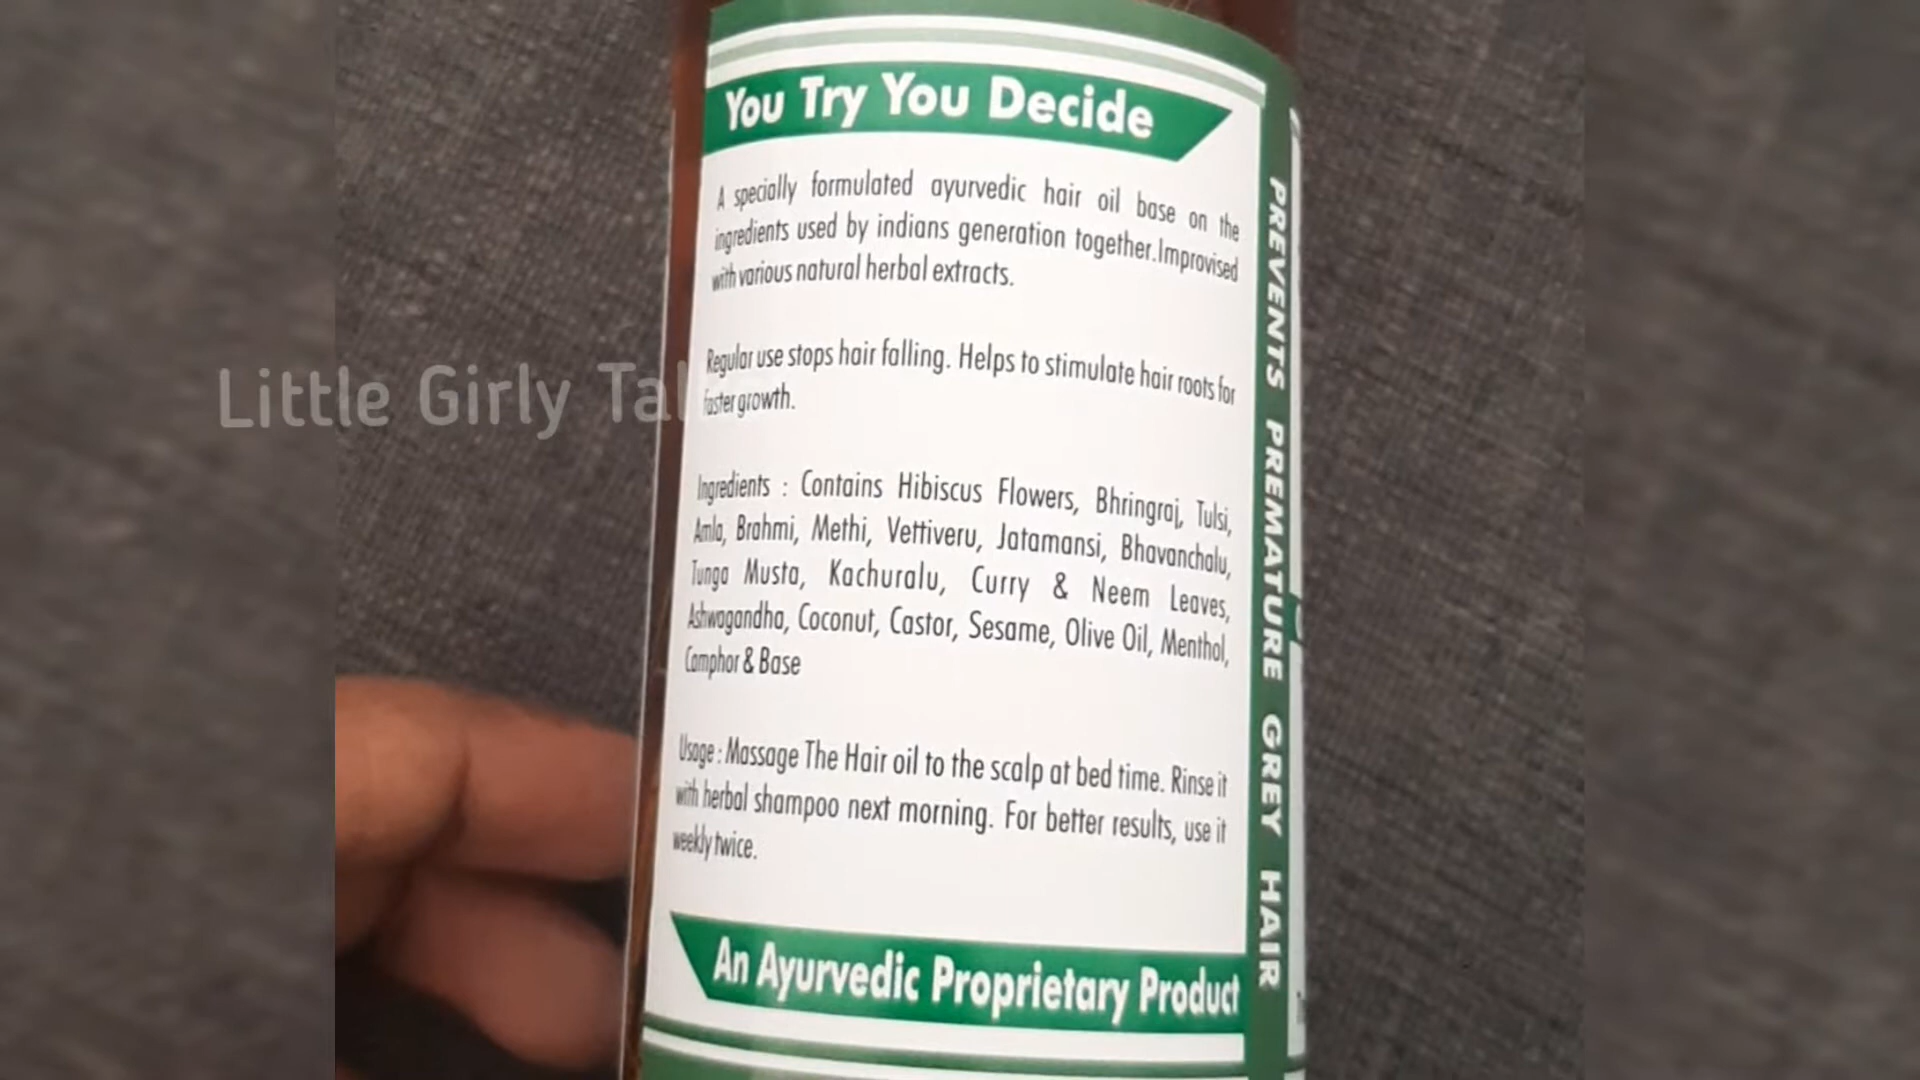 You Try You Decide
A specially formulated ayurvedic hair oil base on the
ingredients used by indians generation together.Improvised
with various natural herbal extracts.
Regular use stops hair falling. Helps to stimulate hair roots for
faster growth.
Ingredients : Contains Hibiscus Flowers, Bhringraj, Tulsi,
Amla, Brahmi, Methi, Vettiveru, Jatamansi, Bhavanchalu,
Tunga Musta, Kachuralu, Curry & Neem Leaves,
Ashwagandha, Coconut, Castor, Sesame, Olive Oil, Menthol,
Camphor & Base
Usage : Massage The Hair oil to the scalp at bed time. Rinse it
with herbal shampoo next morning. For better results, use it
weekly twice.
An Ayurvedic Proprietary Product
PREVENTS PREMATURE GREY HAIR
Little Girly